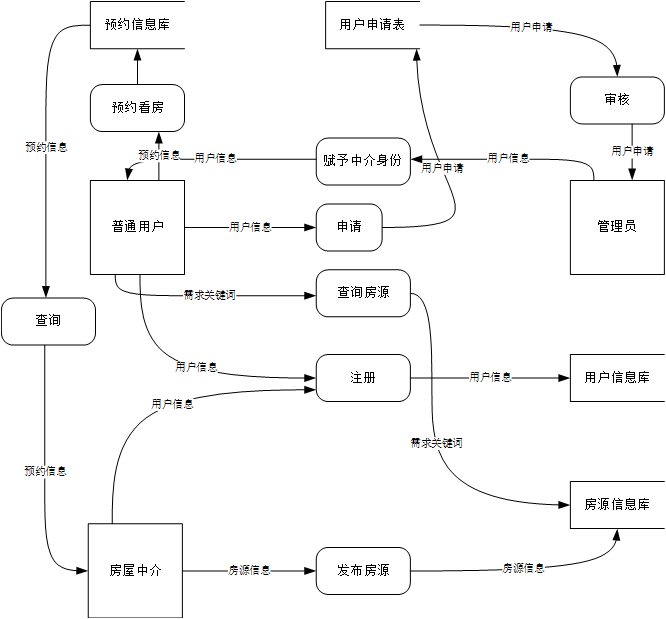 预约信息库
用户申请表
用户申请
预约看房
审核
预约信息
预约信息
用户信息
赋予中介身份
用户申请
用户信息
用户申请
普通用户
用户信息
申请
管理员
需求关键词
查询房源
查询
用户信息
注册
用户信息
用户信息库
用户信息
需求关键词
预约信息
房源信息库
房屋中介
房源信息
发布房源
房源信息